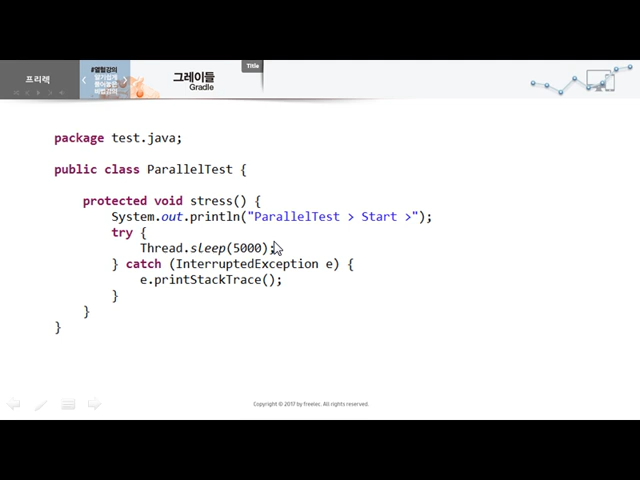 프리렉
#열혈강의
그레이들
Gradle
Title
package test.java;
public class ParallelTest {
protected void stress() {
System.out.println("ParallelTest > Start >");
try {
Thread.sleep(5000);
} catch (InterruptedException e) {
e.printStackTrace();
}
}
}
Copyright © 2017 by freelec, All rights reserved.